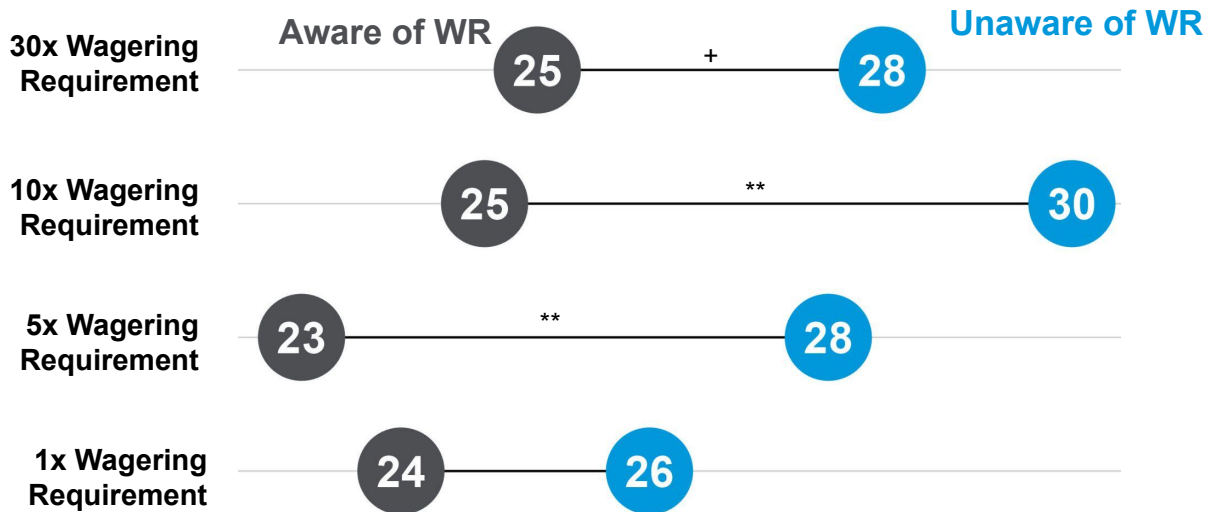 Aware of WR
Unaware of WR
30x Wagering
Requirement
25
+
28
10x Wagering
Requirement
25
**
30
5x Wagering
Requirement
23
**
28
1x Wagering
Requirement
24
26